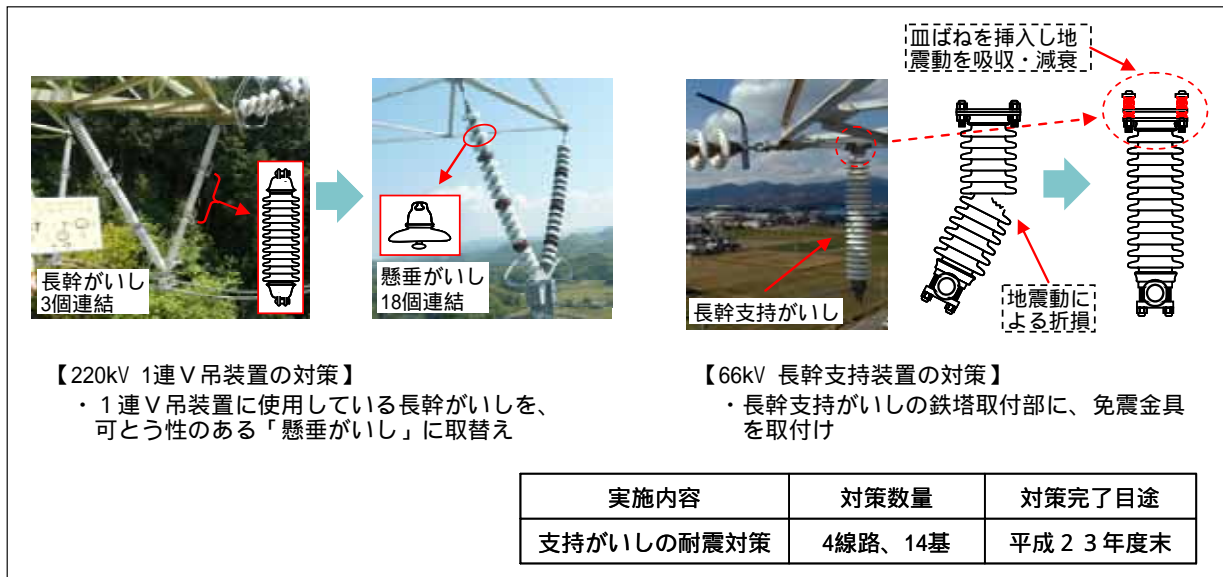 皿ばねを挿入し地
震動を吸収・減衰
長幹がいし
3個連結
懸垂がいし
18個連結
長幹支持がいし
地震動に
よる折損
【220kV 1連V吊装置の対策】
・1連V吊装置に使用している長幹がいしを、
可とう性のある「懸垂がいし」に取替え
【66kV 長幹支持装置の対策】
・長幹支持がいしの鉄塔取付部に、免震金具
を取付け
実施内容 対策数量 対策完了目途
支持がいしの耐震対策 4線路、14基 平成23年度末